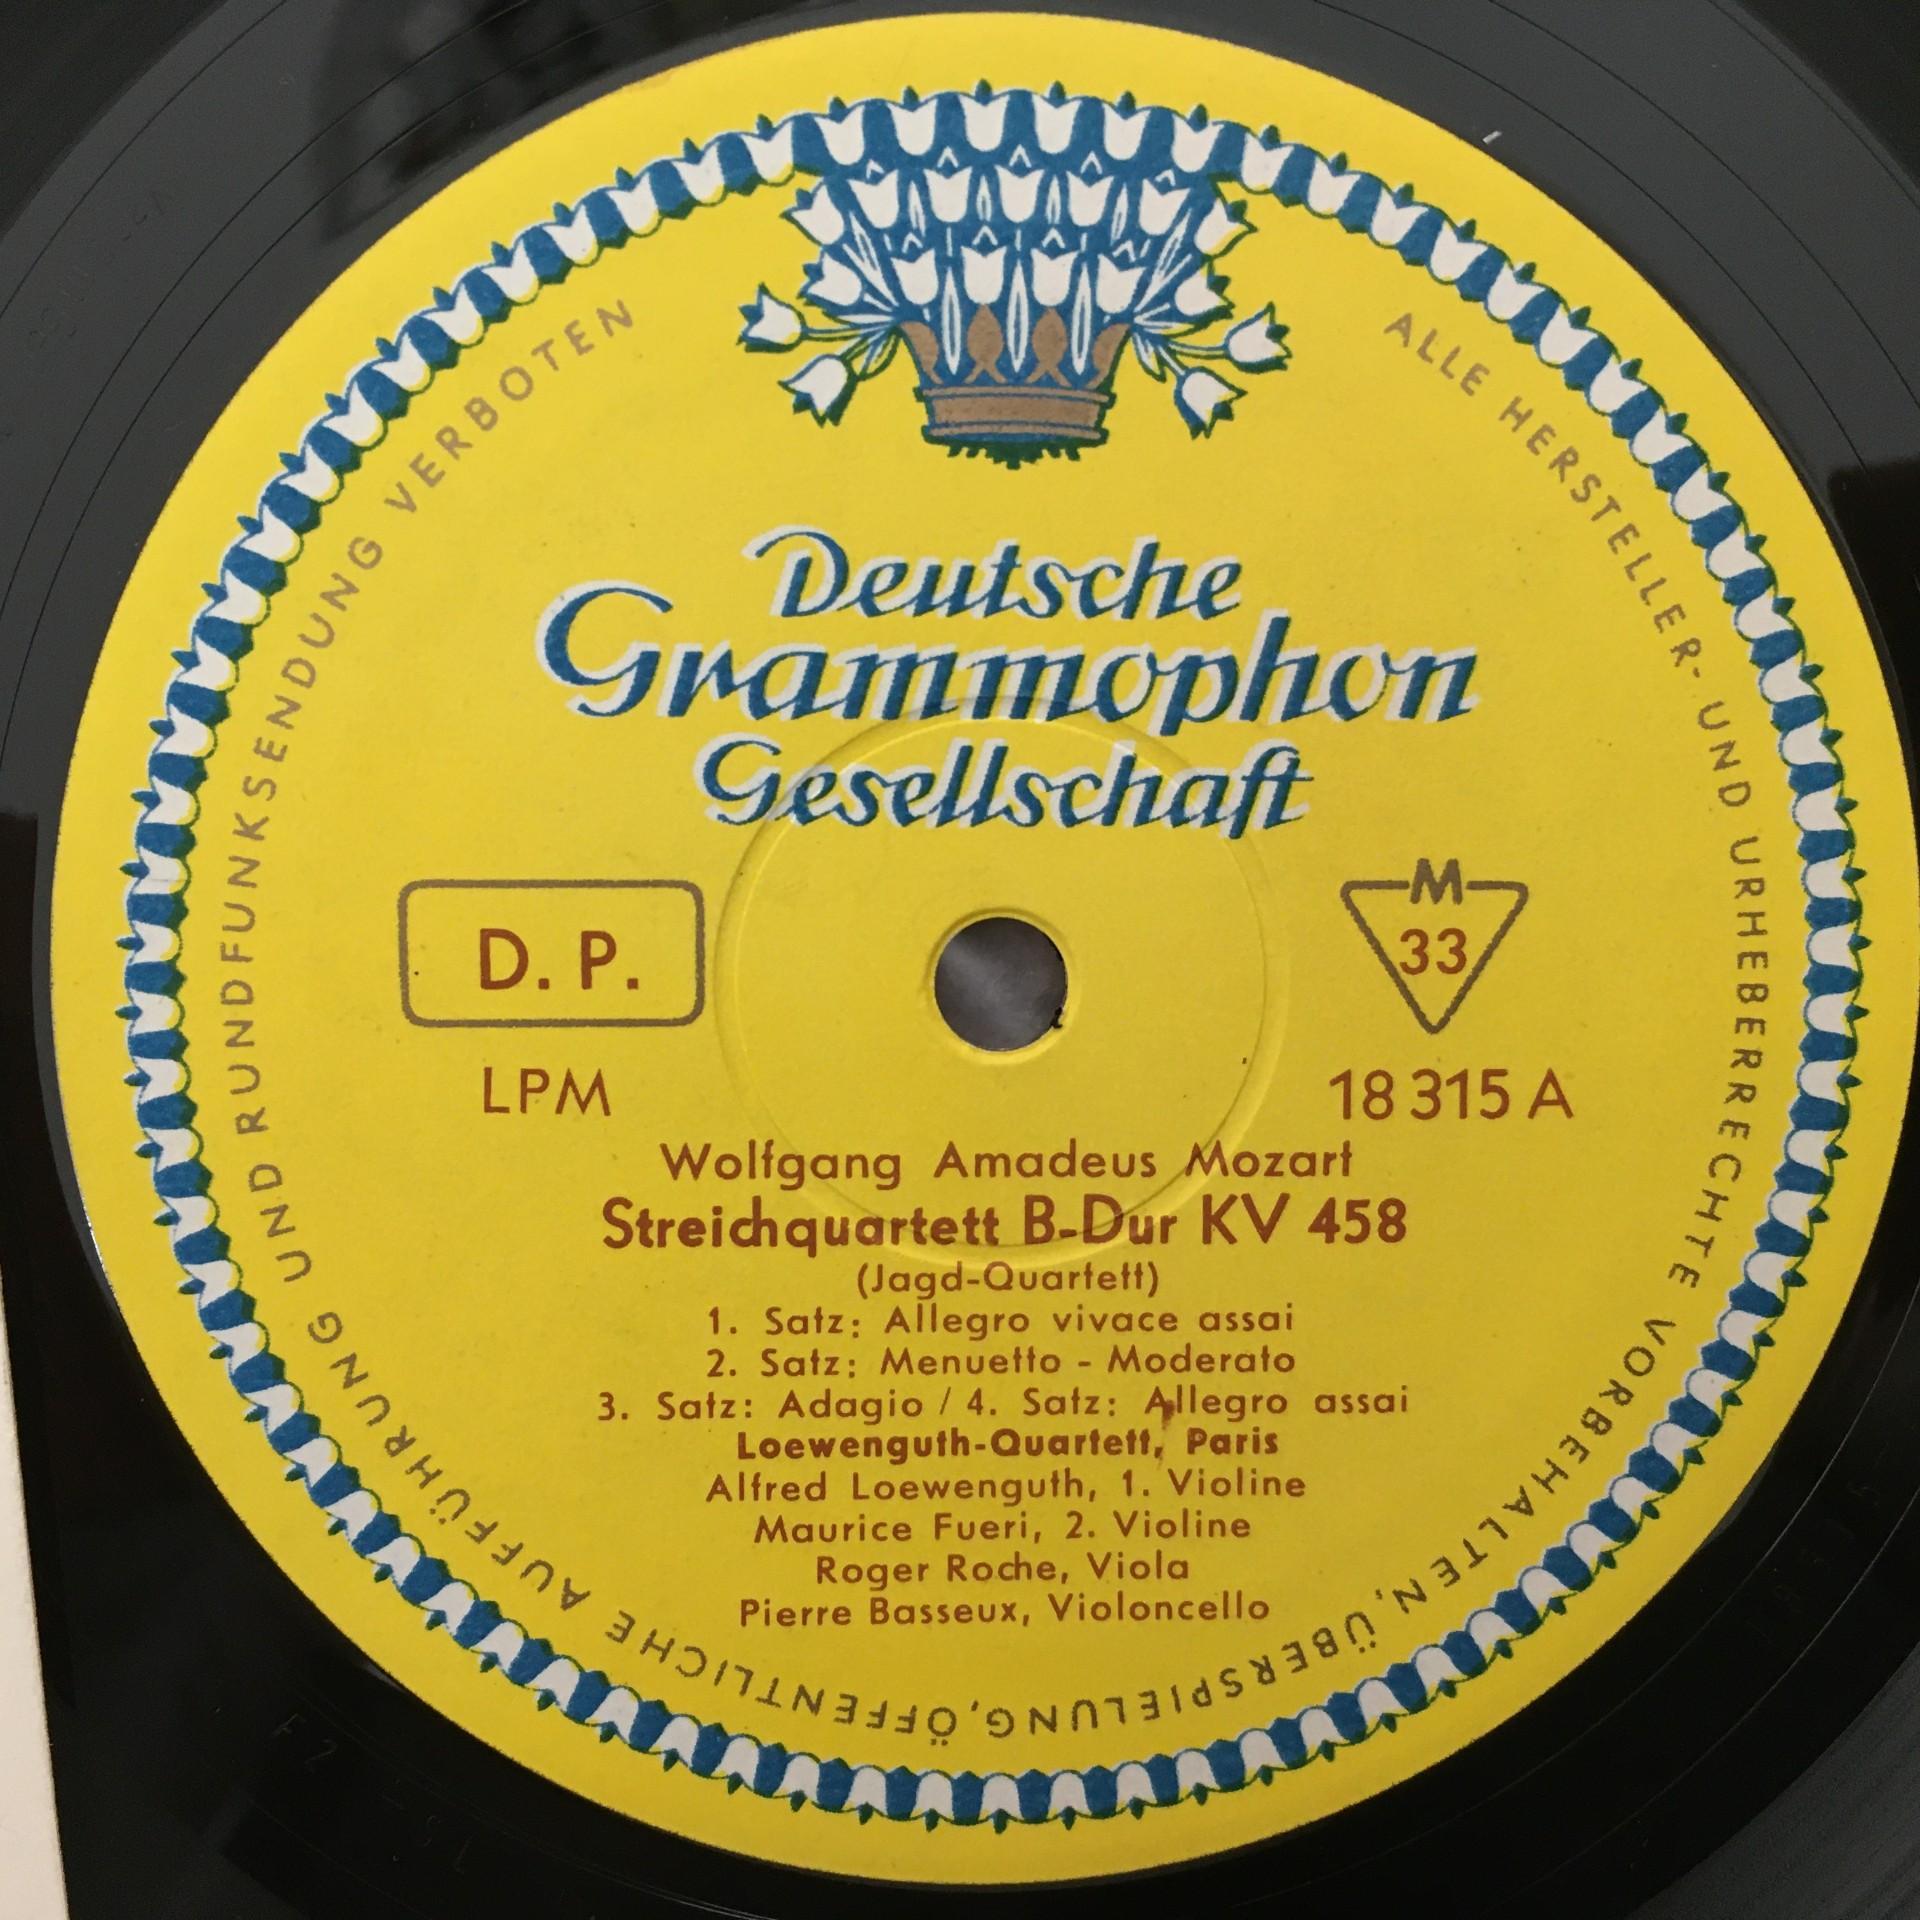 Deutsche
Grammophon
Gesellschaft
D. P.
M
33
LPM
18 315 A
Wolfgang Amadeus Mozart
Streichquartett B-Dur KV 458
(Jagd-Quartett)
1. Satz: Allegro vivace assai
2. Satz: Menuetto - Moderato
3. Satz: Adagio / 4. Satz: Allegro assai
Loewenguth-Quartett, Paris
Alfred Loewenguth, 1. Violine
Maurice Fueri, 2. Violine
Roger Roche, Viola
Pierre Basseux, Violoncello
ALLE HERSTELLER- UND URHEBERRECHTE VORBEHALTEN, ÜBERSPIELUNG, ÖFFENTLICHE AUFFÜHRUNG UND RUNDFUNKSENDUNG VERBOTEN